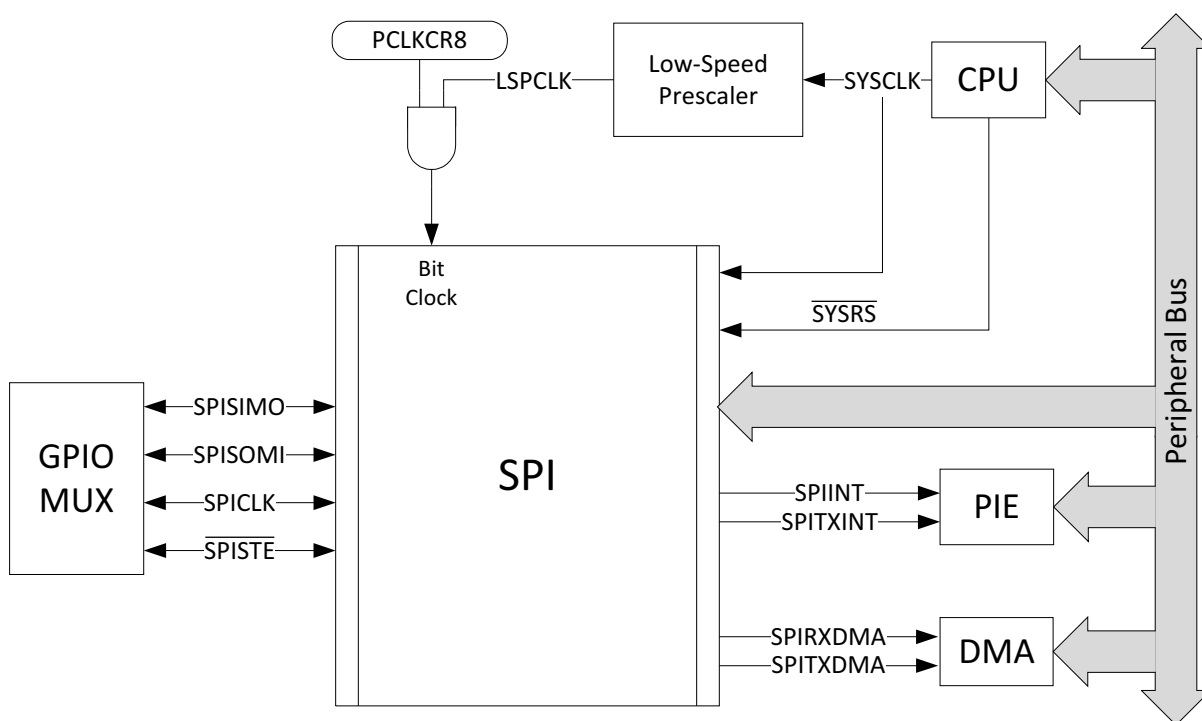 PCLKCR8
LSPCLK
Low-Speed
Prescaler
SYSCLK
CPU
Bit
Clock
SYSRS
Peripheral Bus
GPIO
MUX
SPISIMO
SPISOMI
SPICLK
SPISTE
SPI
SPIINT
SPITXINT
PIE
SPIRXDMA
SPITXDMA
DMA